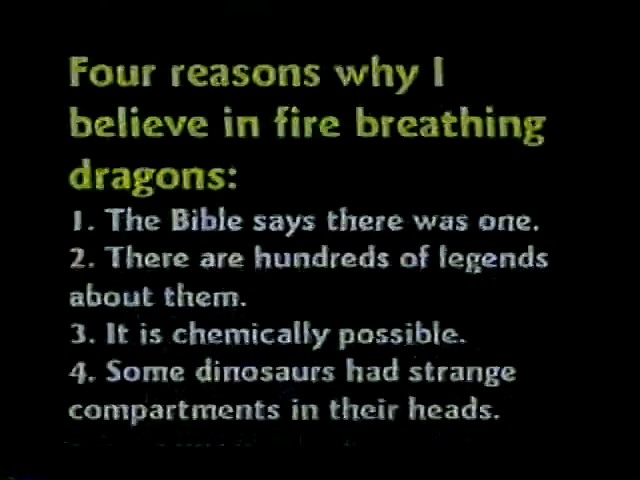 Four reasons why I
believe in fire breathing
dragons:
1. The Bible says there was one.
2. There are hundreds of legends
about them.
3. It is chemically possible.
4. Some dinosaurs had strange
compartments in their heads.